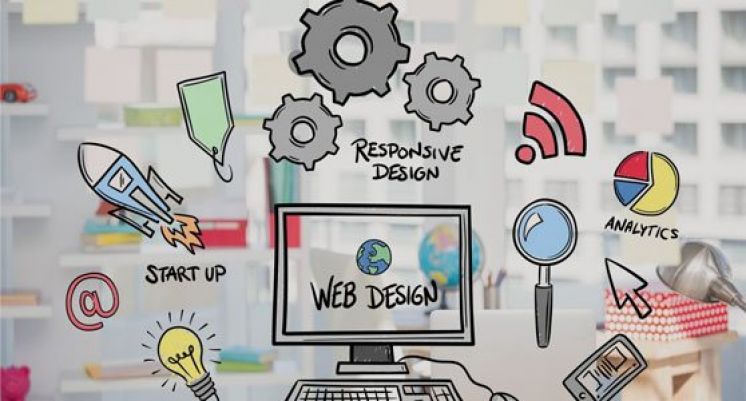 RESPONSIVE
DESIGN
ANALYTICS
START UP
@
WEB DESIGN